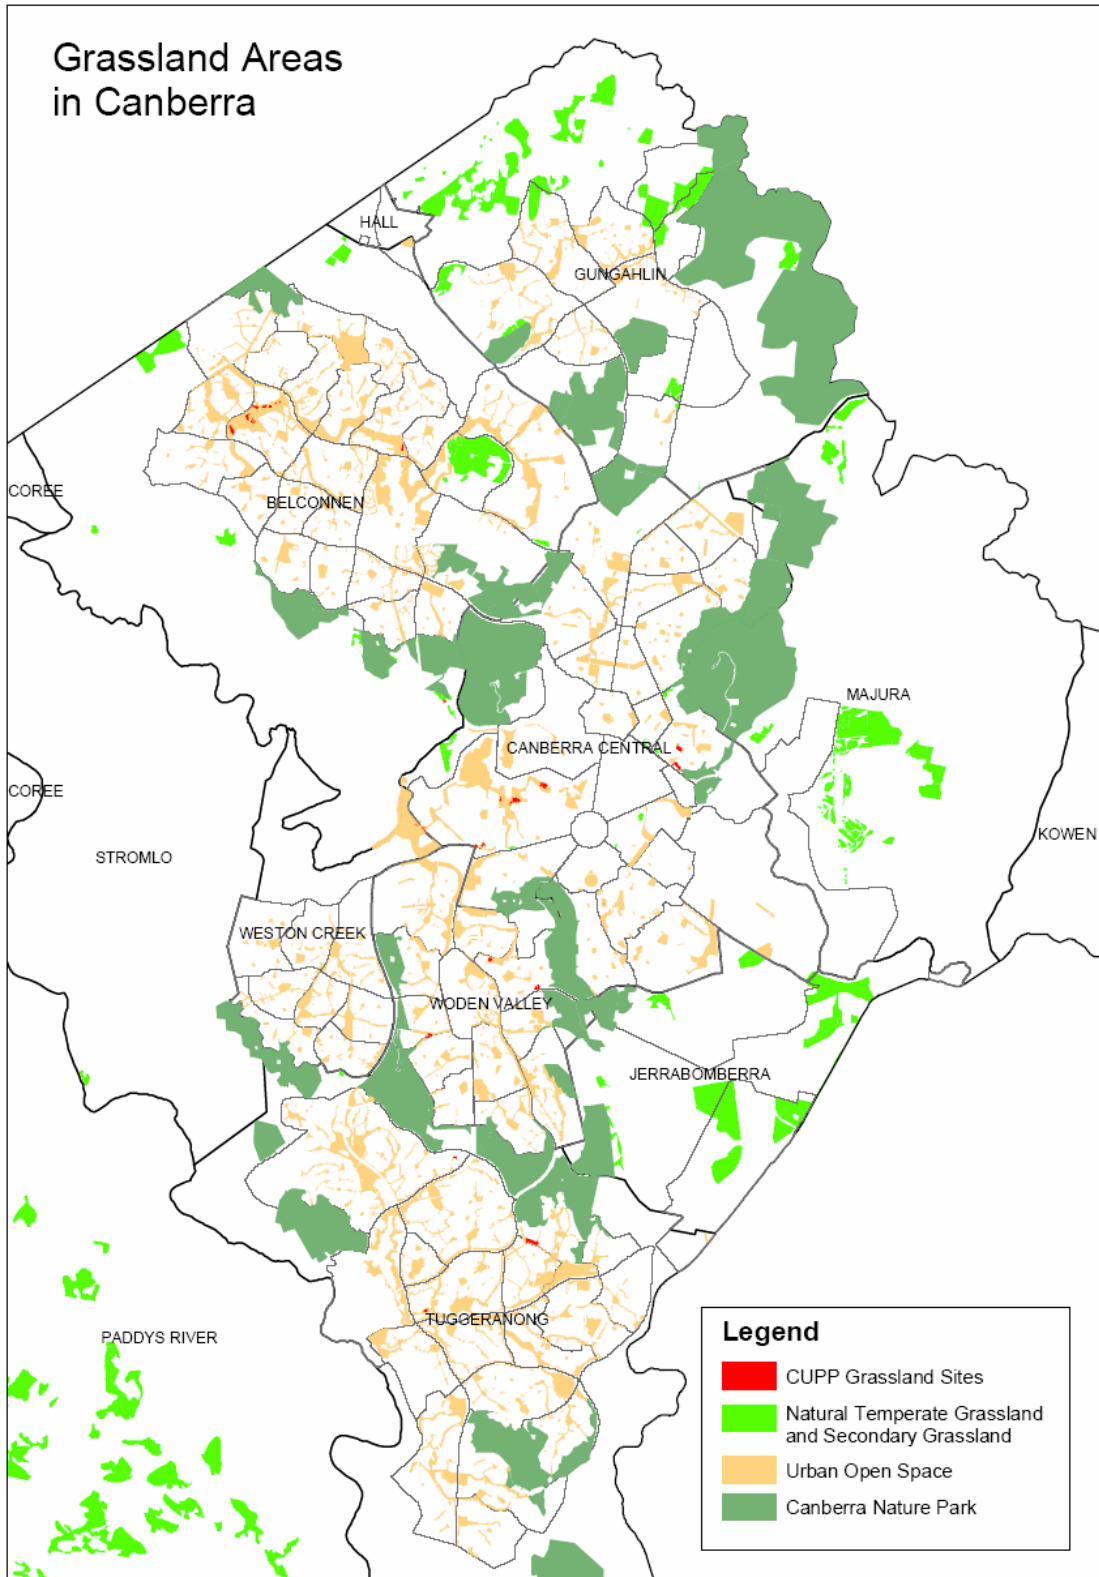 Grassland Areas
in Canberra
HALL
GUNGAHLIN
COREE
BELCONNEN
MAJURA
CANBERRA CENTRAL
COREE
KOWEN
STROMLO
WESTON CREEK
WODEN VALLEY
JERRABOMBERRA
TUGGERANONG
PADDYS RIVER
Legend
CUPP Grassland Sites
Natural Temperate Grassland
and Secondary Grassland
Urban Open Space
Canberra Nature Park